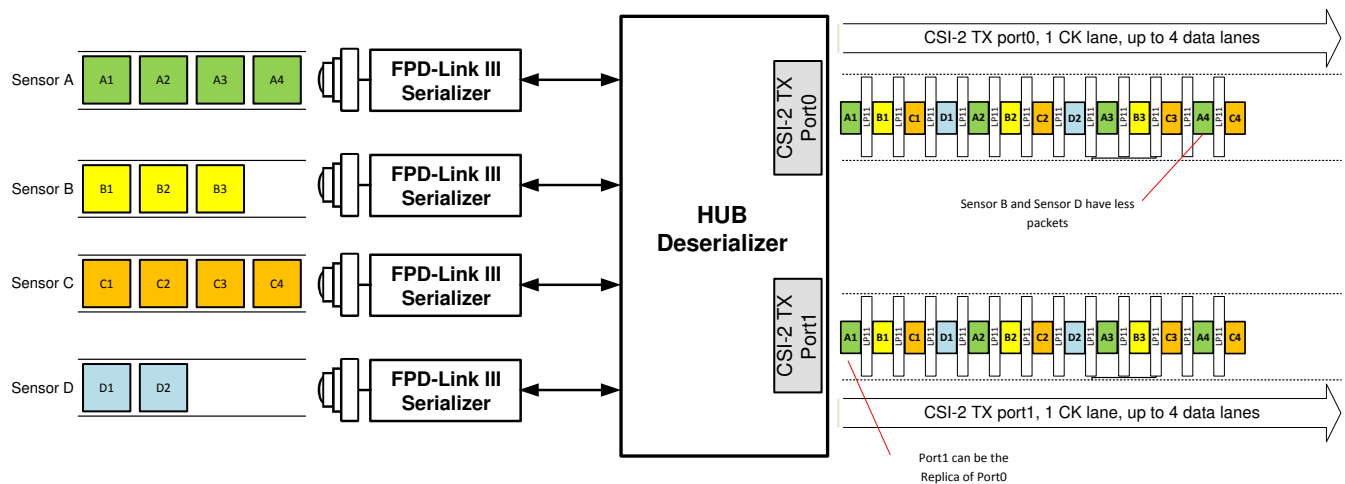 CSI-2 TX port0, 1 CK lane, up to 4 data lanes
Sensor A
A1 A2 A3 A4
FPD-Link III
Serializer
CSI-2 TX
Port0
A1 LP11 B1 LP11 C1 LP11 D1 LP11 A2 LP11 B2 LP11 C2 LP11 D2 LP11 A3 LP11 B3 LP11 C3 LP11 A4 LP11 C4
Sensor B
B1 B2 B3
FPD-Link III
Serializer
Sensor B and Sensor D have less
packets
HUB
Deserializer
Sensor C
C1 C2 C3 C4
FPD-Link III
Serializer
CSI-2 TX
Port1
A1 LP11 B1 LP11 C1 LP11 D1 LP11 A2 LP11 B2 LP11 C2 LP11 D2 LP11 A3 LP11 B3 LP11 C3 LP11 A4 LP11 C4
Sensor D
D1 D2
FPD-Link III
Serializer
CSI-2 TX port1, 1 CK lane, up to 4 data lanes
Port1 can be the
Replica of Port0